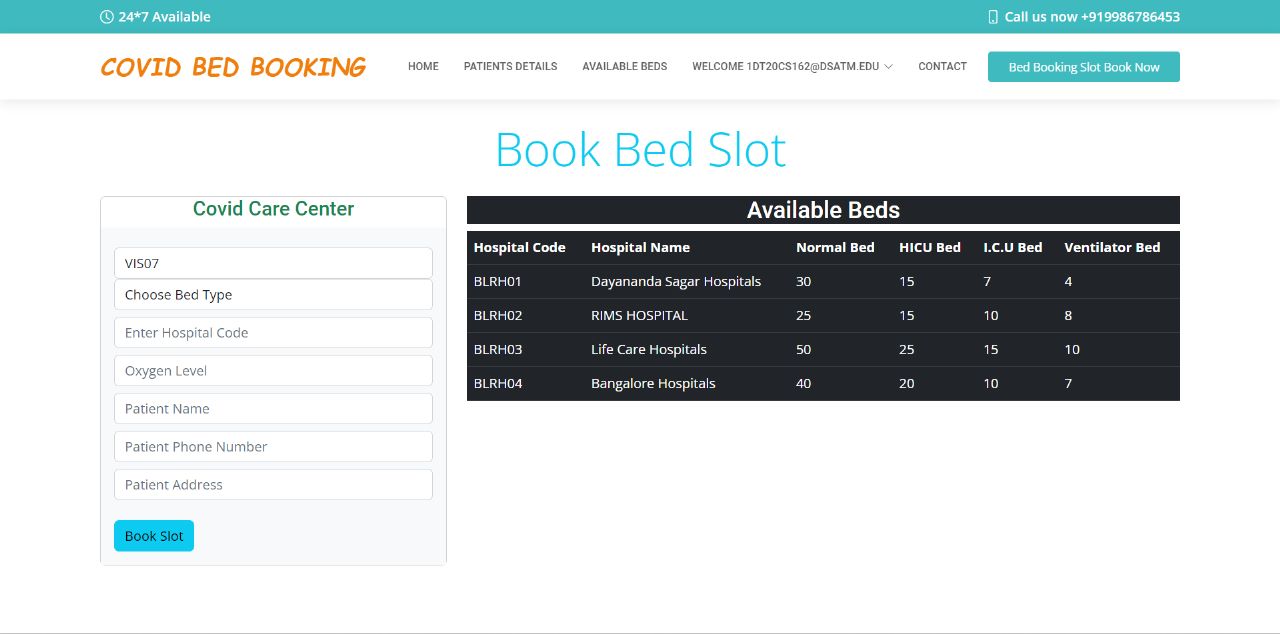 24*7 Available
Call us now +919986786453
COVID BED BOOKING
HOME PATIENTS DETAILS AVAILABLE BEDS WELCOME 1DT20CS162@DSATM.EDU CONTACT
Bed Booking Slot Book Now
Book Bed Slot
Covid Care Center
VIS07
Choose Bed Type
Enter Hospital Code
Oxygen Level
Patient Name
Patient Phone Number
Patient Address
Book Slot
Available Beds
Hospital Code Hospital Name Normal Bed HICU Bed I.C.U Bed Ventilator Bed
BLRH01 Dayananda Sagar Hospitals 30 15 7 4
BLRH02 RIMS HOSPITAL 25 15 10 8
BLRH03 Life Care Hospitals 50 25 15 10
BLRH04 Bangalore Hospitals 40 20 10 7